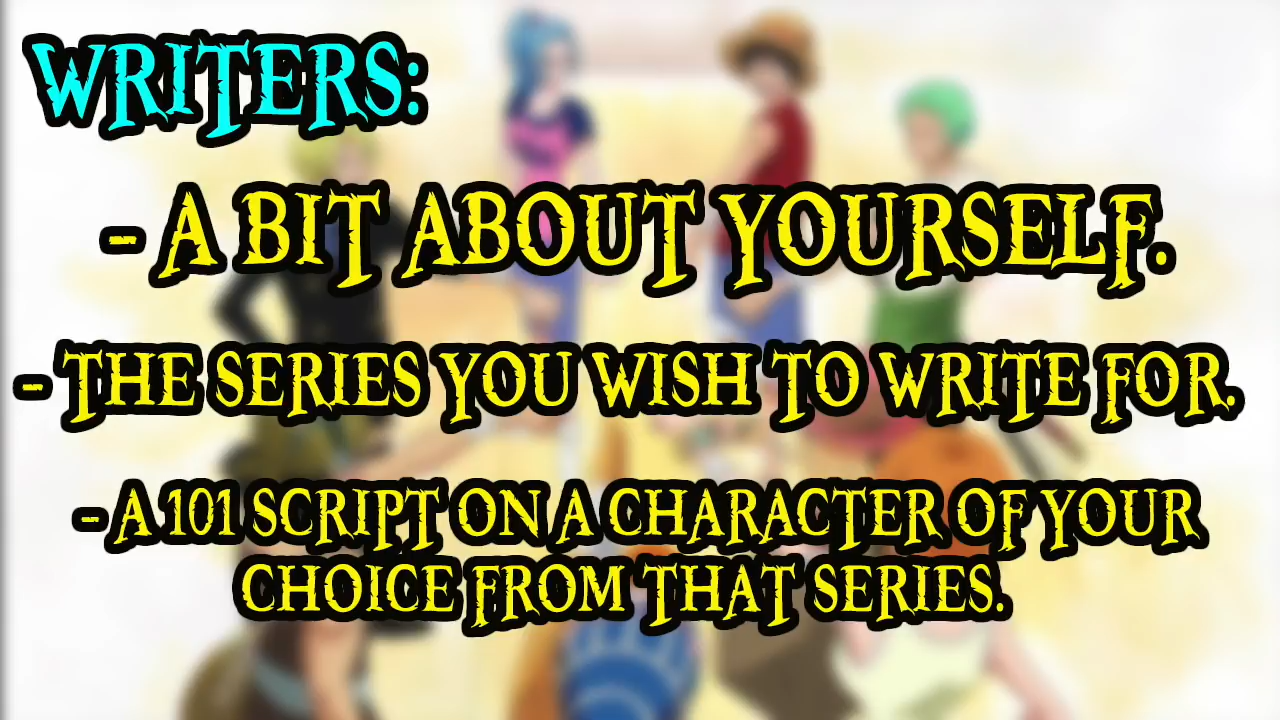 WRITERS:
- A BIT ABOUT YOURSELF.
- THE SERIES YOU WISH TO WRITE FOR.
- A 101 SCRIPT ON A CHARACTER OF YOUR
CHOICE FROM THAT SERIES.